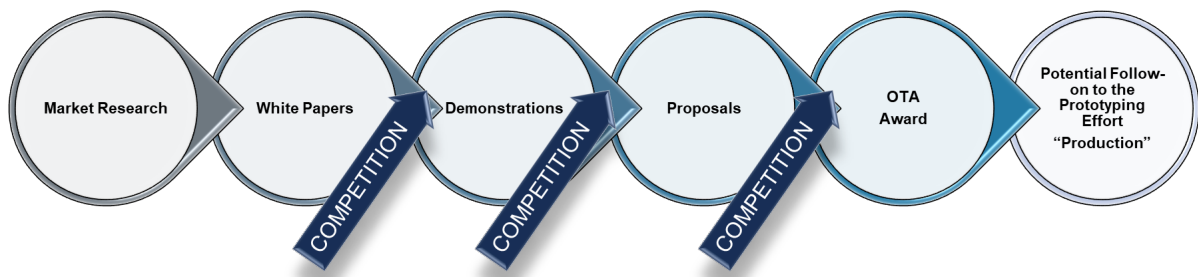 Market Research
White Papers
Demonstrations
Proposals
OTA
Award
Potential Follow-
on to the
Prototyping
Effort
“Production”
COMPETITION
COMPETITION
COMPETITION